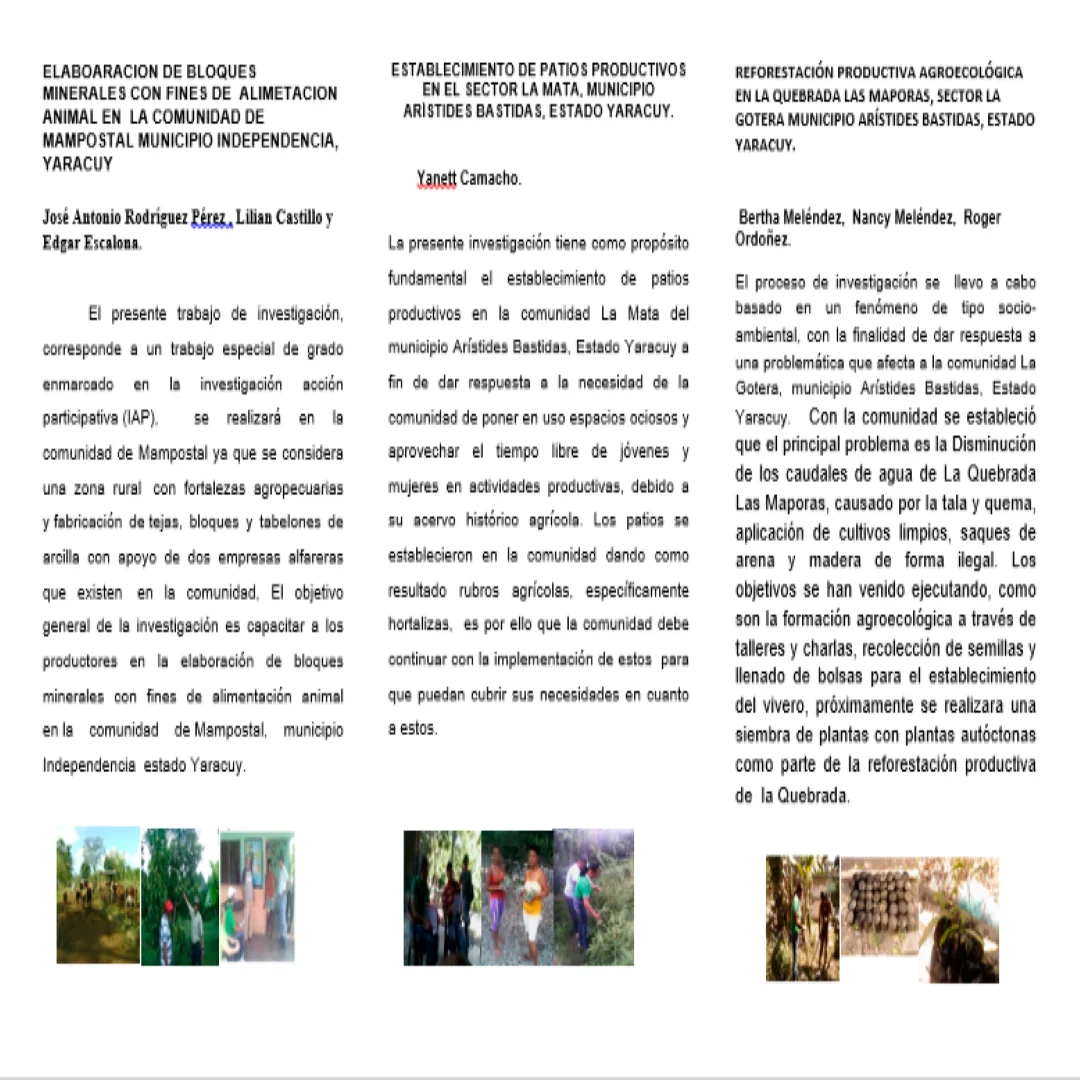 ELABOARACION DE BLOQUES
MINERALES CON FINES DE ALIMETACION
ANIMAL EN LA COMUNIDAD DE
MAMPOSTAL MUNICIPIO INDEPENDENCIA,
YARACUY
José Antonio Rodríguez Pérez , Lilian Castillo y
Edgar Escalona.
El presente trabajo de investigación,
corresponde a un trabajo especial de grado
enmarcado en la investigación acción
participativa (IAP), se realizará en la
comunidad de Mampostal ya que se considera
una zona rural con fortalezas agropecuarias
y fabricación de tejas, bloques y tabelones de
arcilla con apoyo de dos empresas alfareras
que existen en la comunidad, El objetivo
general de la investigación es capacitar a los
productores en la elaboración de bloques
minerales con fines de alimentación animal
en la comunidad de Mampostal, municipio
Independencia estado Yaracuy.
ESTABLECIMIENTO DE PATIOS PRODUCTIVOS
EN EL SECTOR LA MATA, MUNICIPIO
ARÌSTIDES BASTIDAS, ESTADO YARACUY.
Yanett Camacho.
La presente investigación tiene como propósito
fundamental el establecimiento de patios
productivos en la comunidad La Mata del
municipio Arístides Bastidas, Estado Yaracuy a
fin de dar respuesta a la necesidad de la
comunidad de poner en uso espacios ociosos y
aprovechar el tiempo libre de jóvenes y
mujeres en actividades productivas, debido a
su acervo histórico agrícola. Los patios se
establecieron en la comunidad dando como
resultado rubros agrícolas, específicamente
hortalizas, es por ello que la comunidad debe
continuar con la implementación de estos para
que puedan cubrir sus necesidades en cuanto
a estos.
REFORESTACIÓN PRODUCTIVA AGROECOLÓGICA
EN LA QUEBRADA LAS MAPORAS, SECTOR LA
GOTERA MUNICIPIO ARÍSTIDES BASTIDAS, ESTADO
YARACUY.
Bertha Meléndez, Nancy Meléndez, Roger
Ordoñez.
El proceso de investigación se llevo a cabo
basado en un fenómeno de tipo socio-
ambiental, con la finalidad de dar respuesta a
una problemática que afecta a la comunidad La
Gotera, municipio Arístides Bastidas, Estado
Yaracuy. Con la comunidad se estableció
que el principal problema es la Disminución
de los caudales de agua de La Quebrada
Las Maporas, causado por la tala y quema,
aplicación de cultivos limpios, saques de
arena y madera de forma ilegal. Los
objetivos se han venido ejecutando, como
son la formación agroecológica a través de
talleres y charlas, recolección de semillas y
llenado de bolsas para el establecimiento
del vivero, próximamente se realizara una
siembra de plantas con plantas autóctonas
como parte de la reforestación productiva
de la Quebrada.